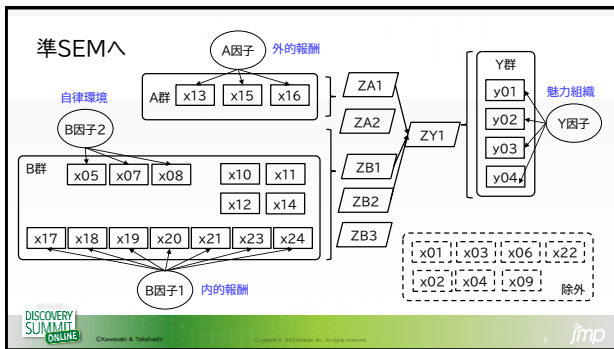 準SEMへ
A因子
外的報酬
A群
x13
x15
x16
ZA1
ZA2
自律環境
B因子2
B群
x05
x07
x08
x10
x11
x12
x14
x17
x18
x19
x20
x21
x23
x24
B因子1
内的報酬
ZB1
ZB2
ZB3
ZY1
Y群
y01
y02
y03
y04
魅力組織
Y因子
x01
x03
x06
x22
x02
x04
x09
除外
DISCOVERY
SUMMIT
ONLINE
©Kawasaki & Takahashi
jmp